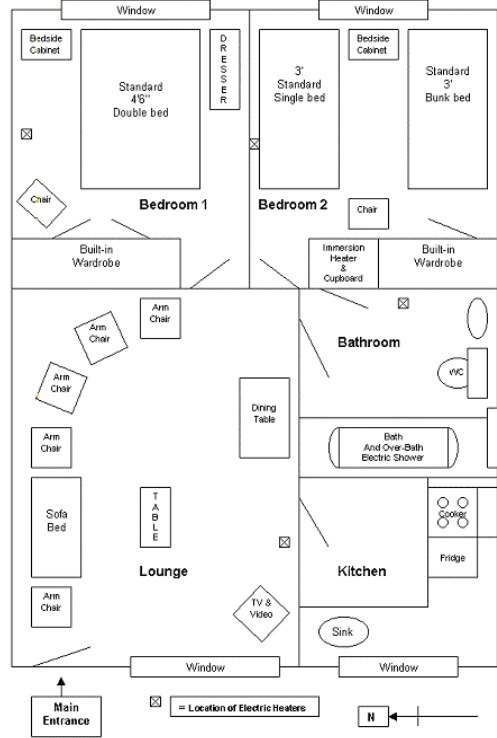 Window
Window
Bedside
Cabinet
DRESSER
Standard
4'6"
Double bed
3'
Standard
Single bed
Bedside
Cabinet
Standard
3'
Bunk bed
Chair
Bedroom 1
Bedroom 2
Chair
Built-in
Wardrobe
Immersion
Heater
&
Cupboard
Built-in
Wardrobe
Arm
Chair
Arm
Chair
Arm
Chair
Bathroom
WC
Dining
Table
Arm
Chair
Bath
And Over-Bath
Electric Shower
Sofa
Bed
TABLE
Cooker
Fridge
Lounge
Kitchen
Arm
Chair
TV &
Video
Sink
Window
Window
Main
Entrance
= Location of Electric Heaters
N